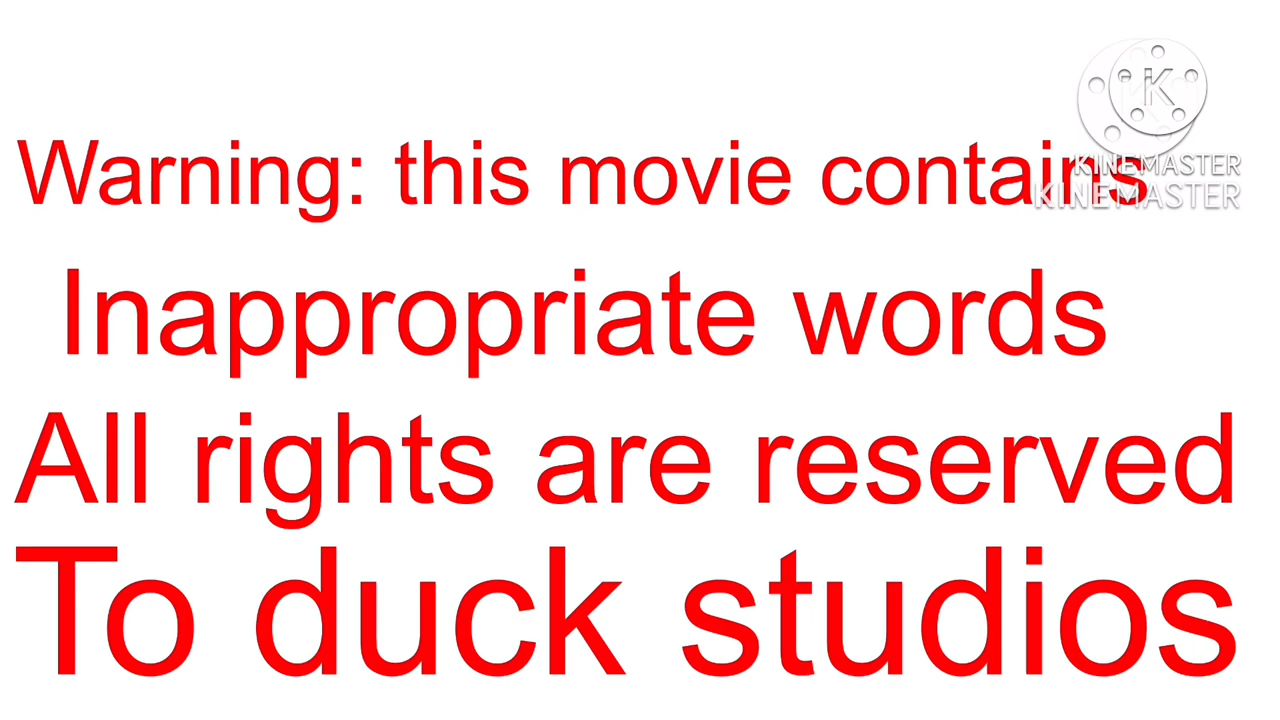 K
KINEMASTER
KINEMASTER
Warning: this movie contains
Inappropriate words
All rights are reserved
To duck studios